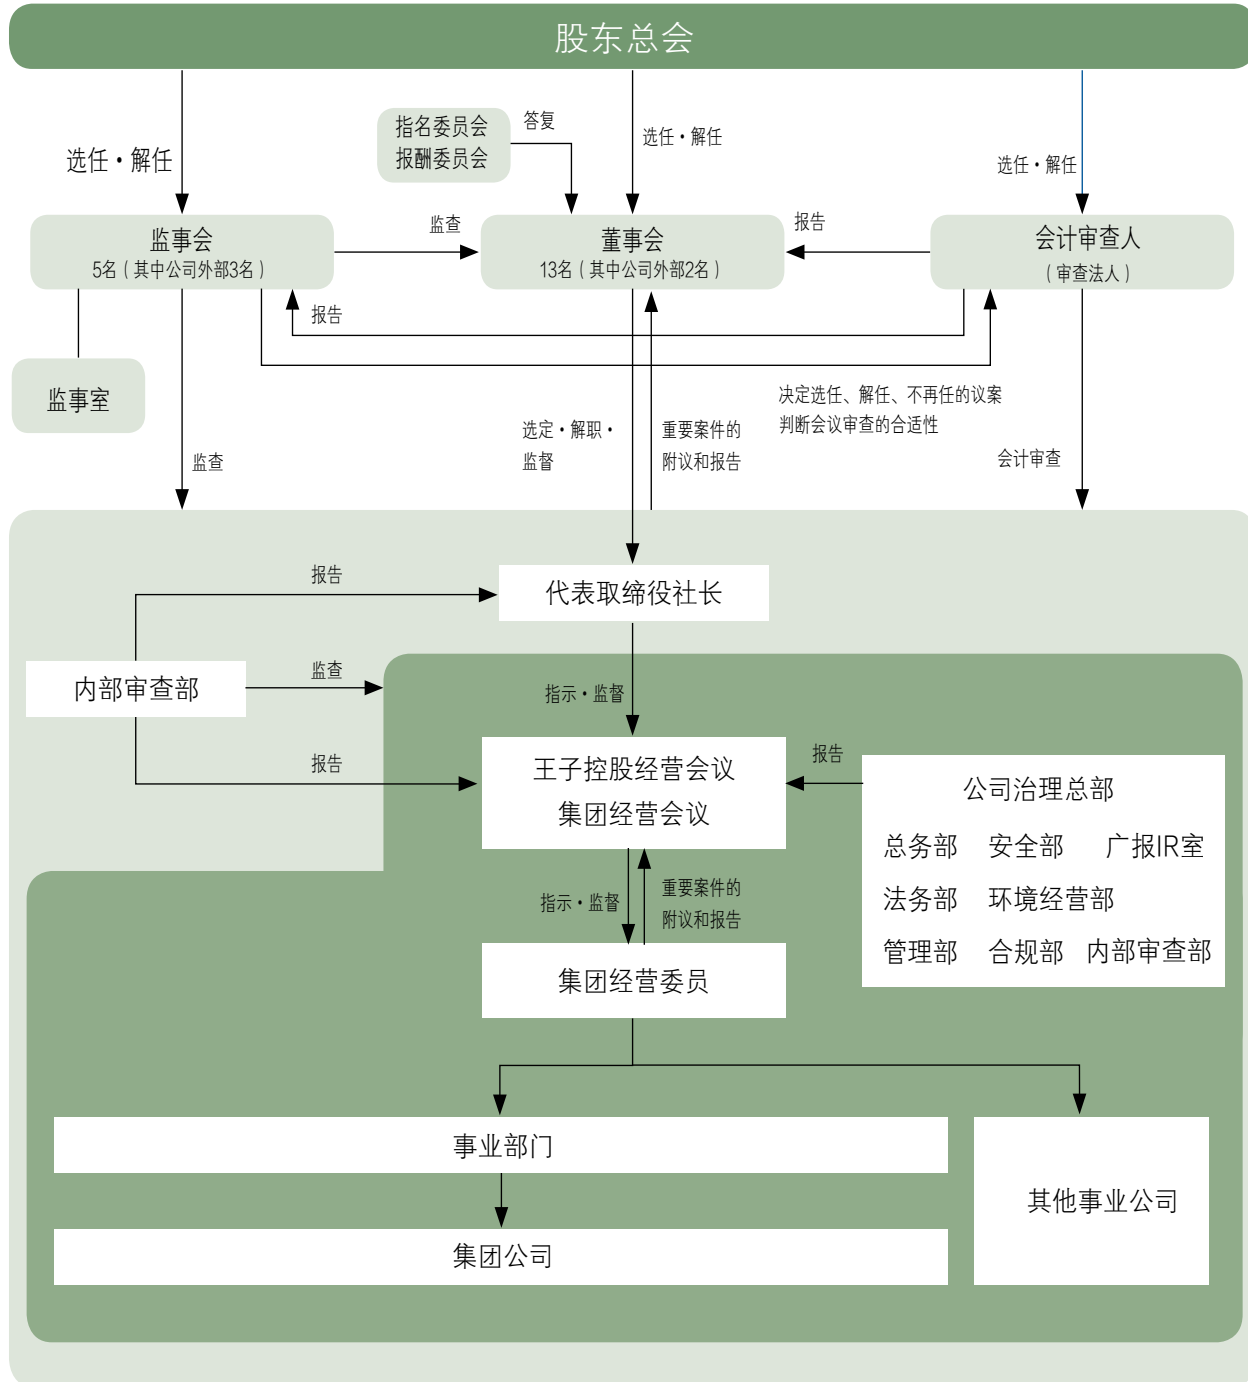 股东总会
选任・解任
指名委员会
报酬委员会
答复
选任・解任
选任・解任
监事会
5名（其中公司外部3名）
监查
董事会
13名（其中公司外部2名）
报告
会计审查人
（审查法人）
报告
监事室
监查
选定・解职・
监督
重要案件的
附议和报告
决定选任、解任、不再任的议案
判断会议审查的合适性
会计审查
报告
代表取缔役社长
内部审查部
监查
指示・监督
报告
王子控股经营会议
集团经营会议
报告
公司治理总部
总务部 安全部 广报IR室
法务部 环境经营部
管理部 合规部 内部审查部
指示・监督
重要案件的
附议和报告
集团经营委员
事业部门
其他事业公司
集团公司